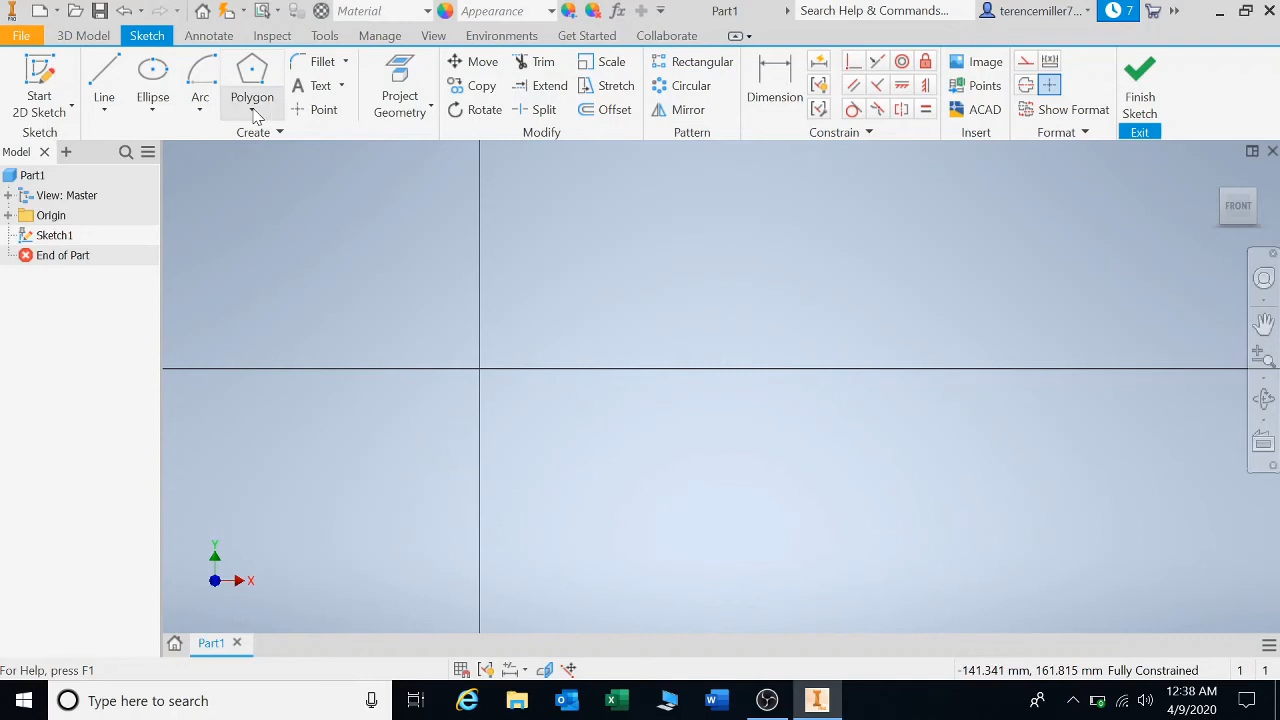 PRO
Material
Appearance
Part1
Search Help & Commands...
terencemiller7...
7
File
3D Model
Sketch
Annotate
Inspect
Tools
Manage
View
Environments
Get Started
Collaborate
Start
2D Sketch
Line
Ellipse
Arc
Polygon
Fillet
Text
Point
Project
Geometry
Move
Copy
Rotate
Trim
Extend
Split
Scale
Stretch
Offset
Rectangular
Circular
Mirror
Dimension
Image
Points
ACAD
Show Format
Finish
Sketch
Sketch
Create
Modify
Pattern
Constrain
Insert
Format
Exit
Model
Part1
View: Master
Origin
Sketch1
End of Part
FRONT
Y
X
Part1
For Help, press F1
-141.341 mm, 161.815 mm Fully Constrained
1
1
Type here to search
12:38 AM
4/9/2020